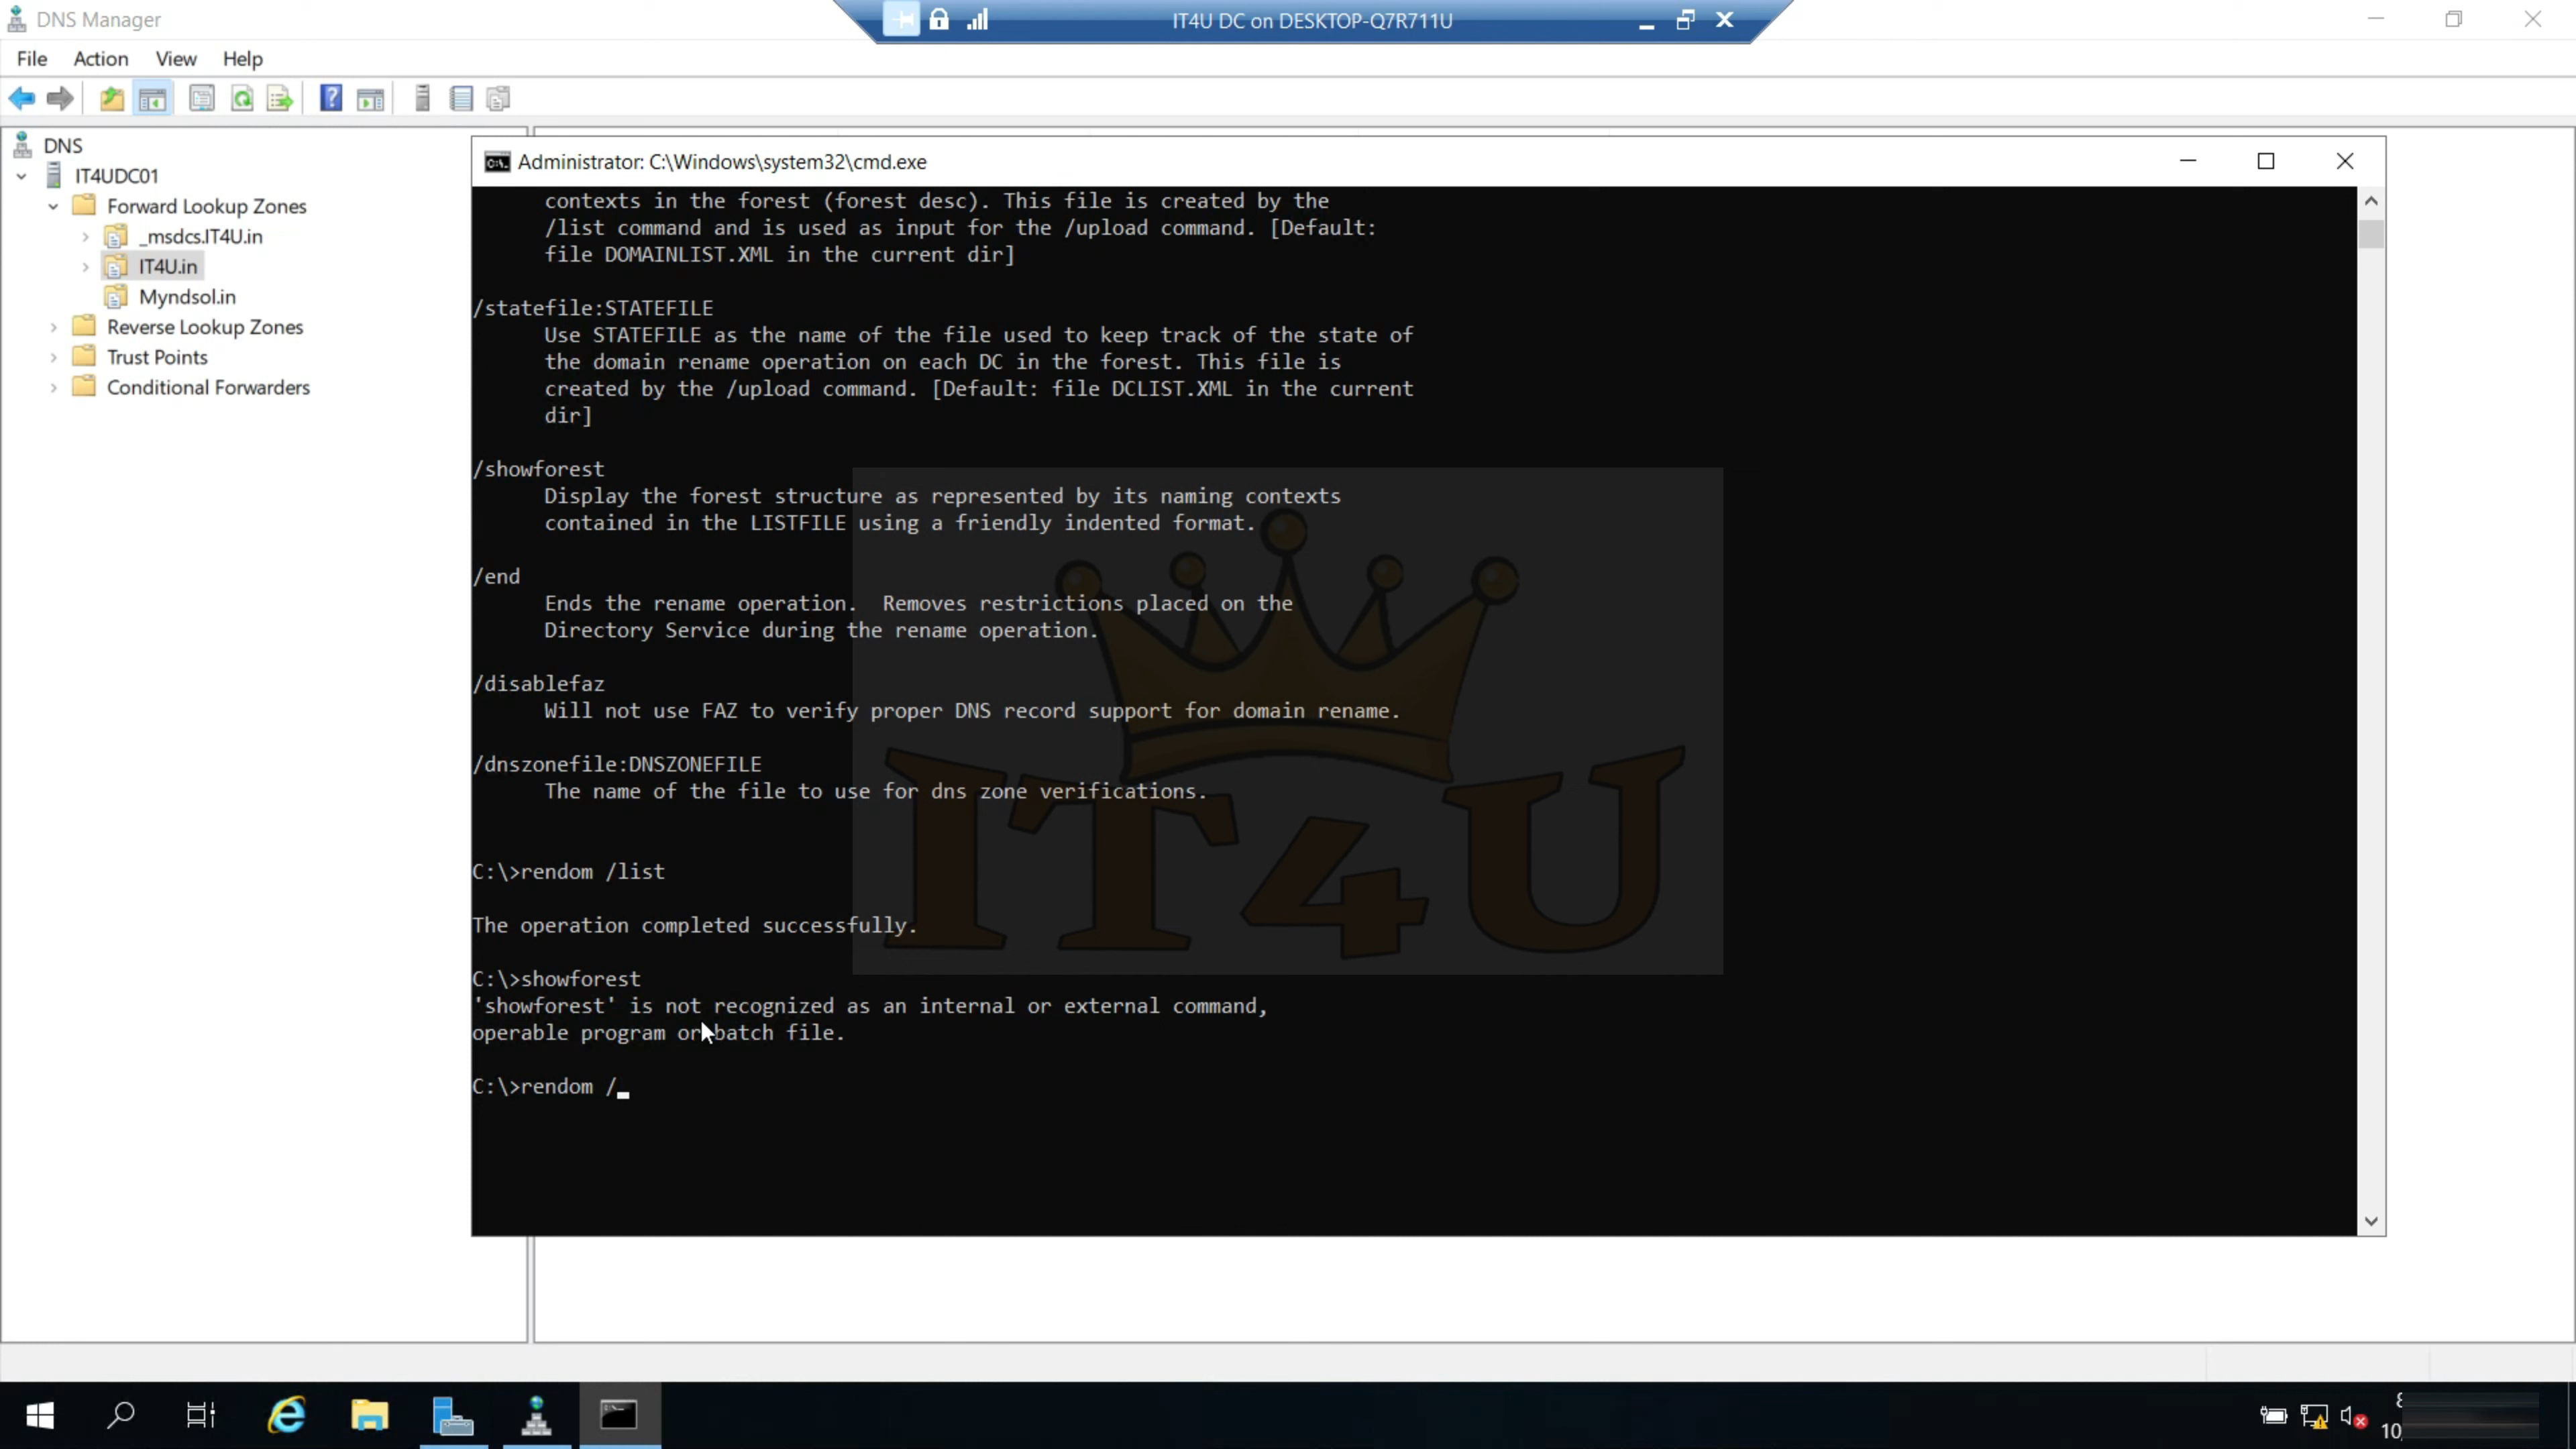 DNS Manager
IT4U DC on DESKTOP-Q7R711U
File Action View Help
DNS
IT4UDC01
Forward Lookup Zones
_msdcs.IT4U.in
IT4U.in
Myndsol.in
Reverse Lookup Zones
Trust Points
Conditional Forwarders
Administrator: C:\Windows\system32\cmd.exe
contexts in the forest (forest desc). This file is created by the
/list command and is used as input for the /upload command. [Default:
file DOMAINLIST.XML in the current dir]
/statefile:STATEFILE
Use STATEFILE as the name of the file used to keep track of the state of
the domain rename operation on each DC in the forest. This file is
created by the /upload command. [Default: file DCLIST.XML in the current
dir]
/showforest
Display the forest structure as represented by its naming contexts
contained in the LISTFILE using a friendly indented format.
/end
Ends the rename operation.  Removes restrictions placed on the
Directory Service during the rename operation.
/disablefaz
Will not use FAZ to verify proper DNS record support for domain rename.
/dnszonefile:DNSZONEFILE
The name of the file to use for dns zone verifications.
C:\>rendom /list
The operation completed successfully.
C:\>showforest
'showforest' is not recognized as an internal or external command,
operable program or batch file.
C:\>rendom /
IT4U